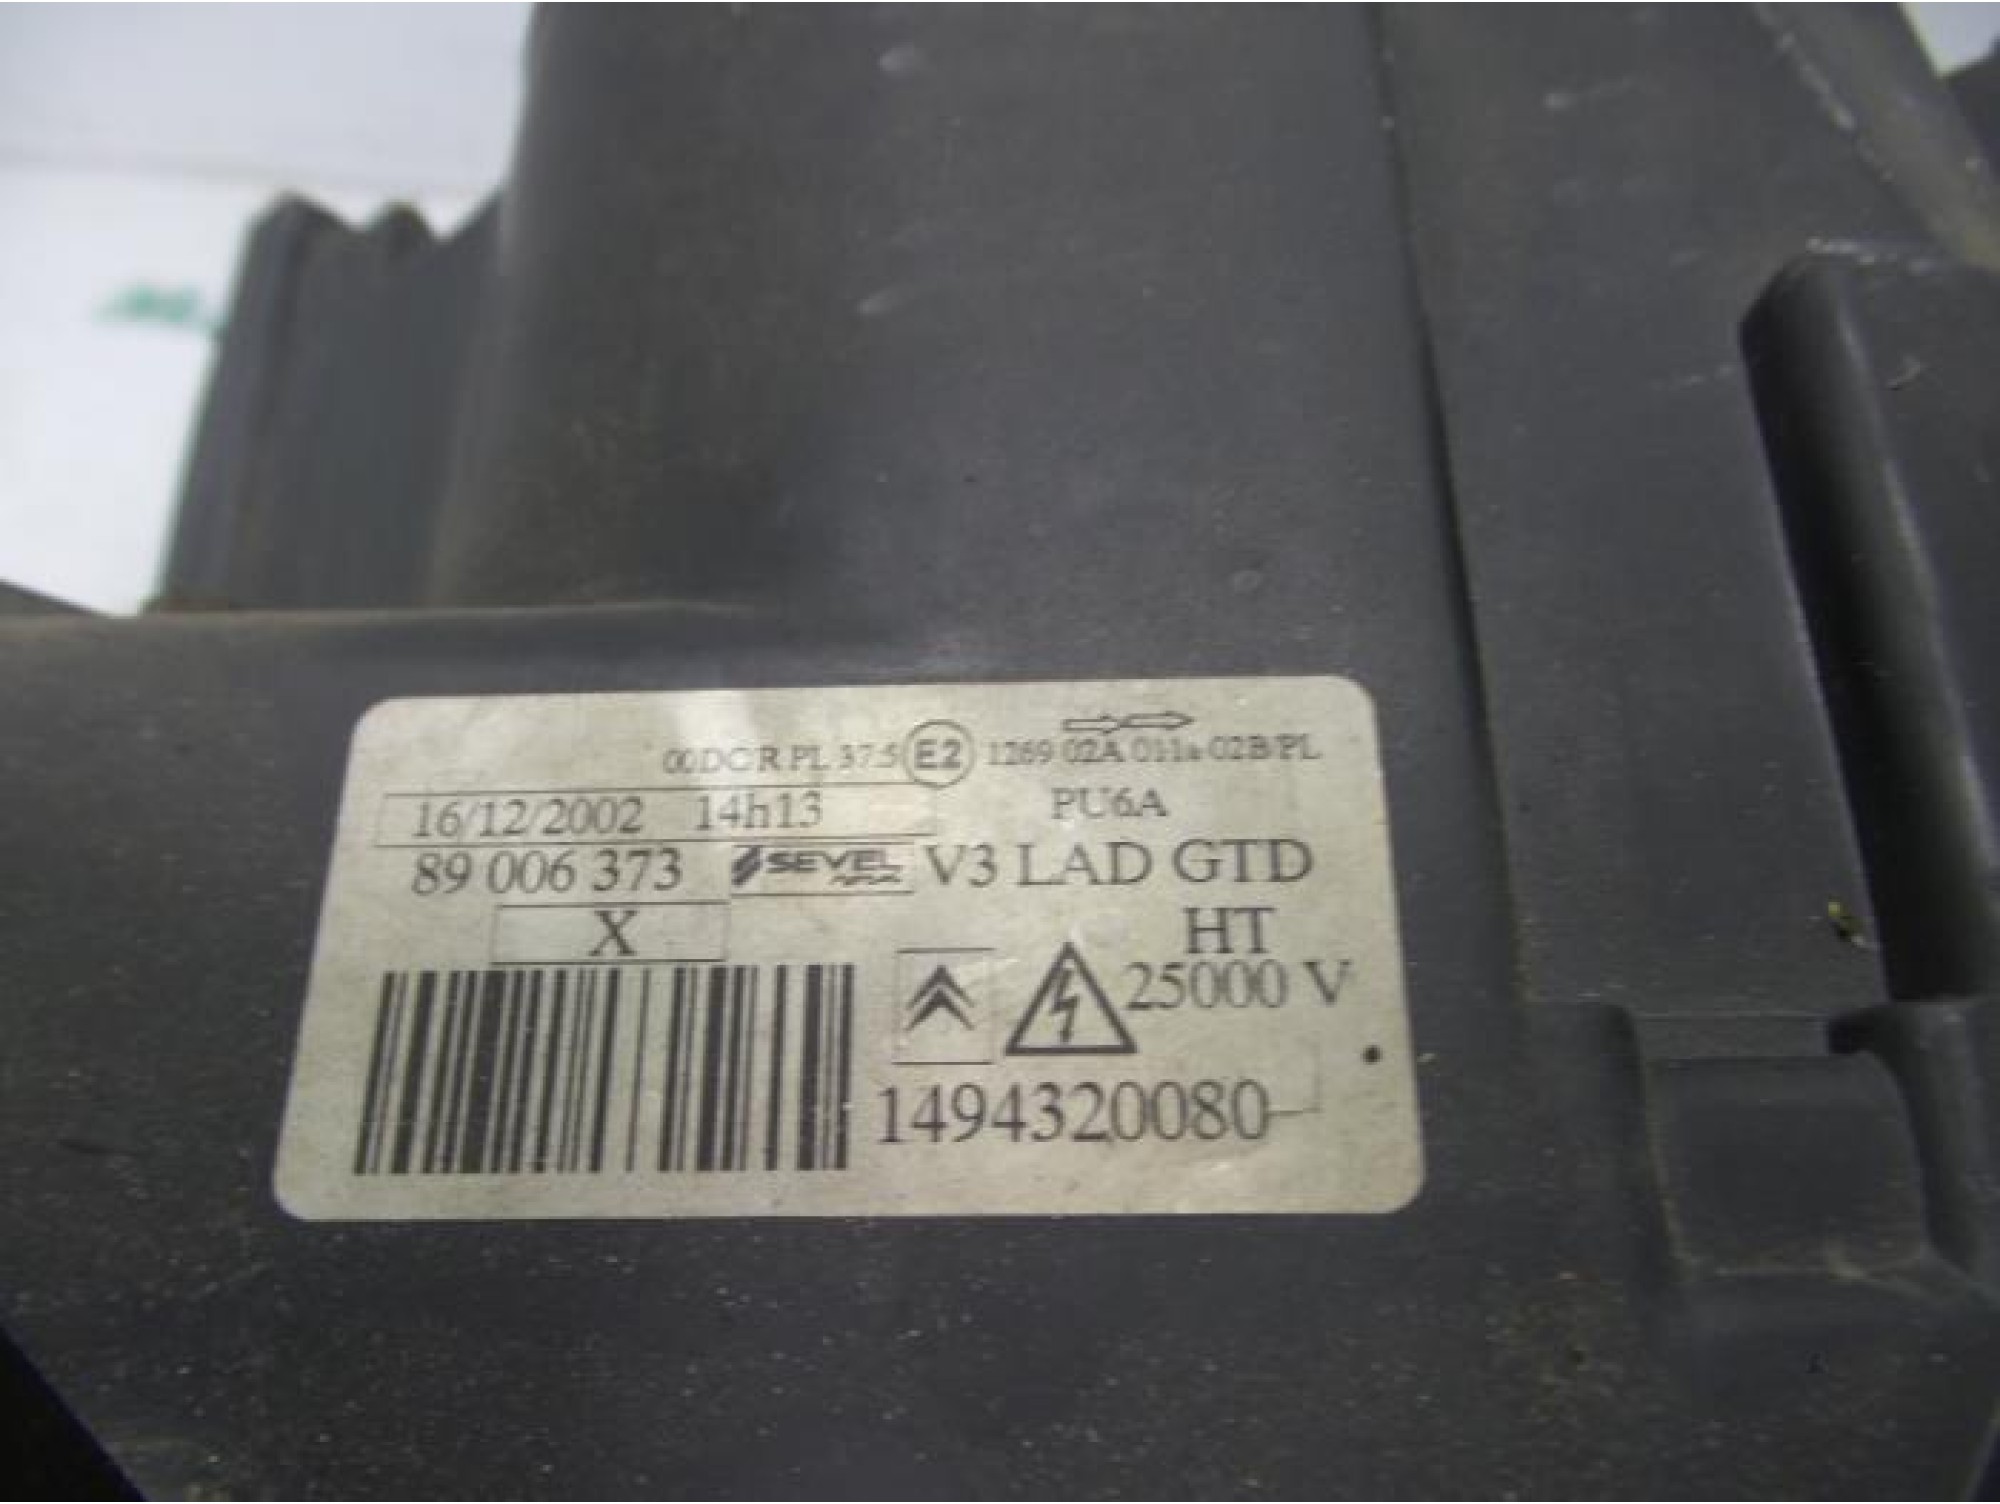 00DC R PL 37.5 E2 1269 02A 011a 02B/PL
16/12/2002 14h13 PU6A
89 006 373 SEVEL V3 LAD GTD
X HT
25000 V
1494320080